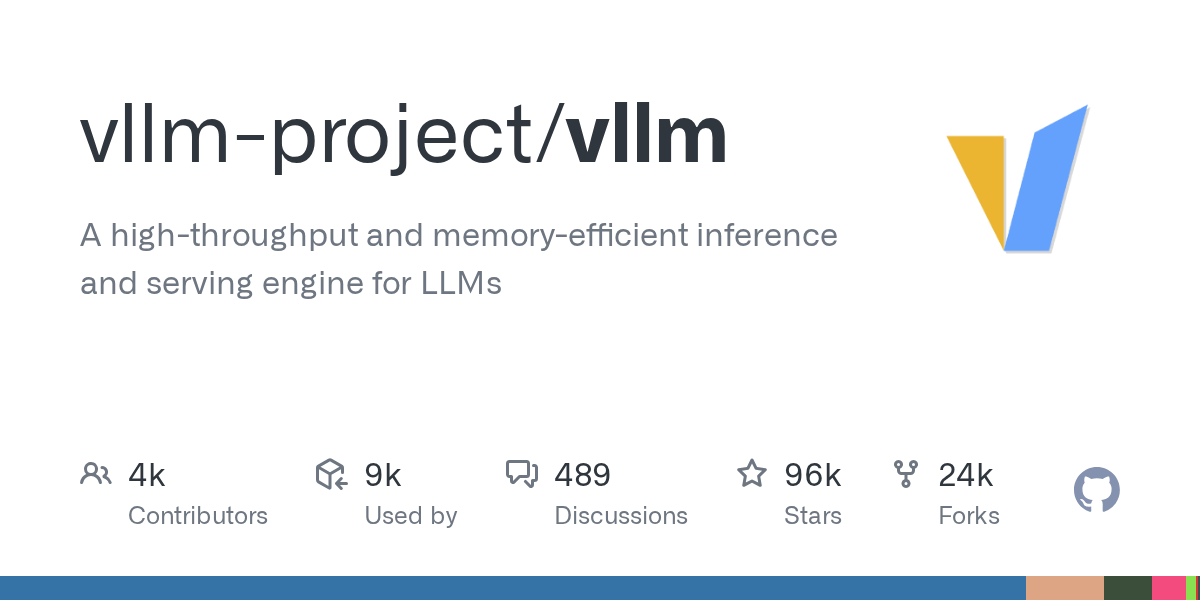 vllm-project/vllm
A high-throughput and memory-efficient inference
and serving engine for LLMs
4k
Contributors
9k
Used by
489
Discussions
96k
Stars
24k
Forks